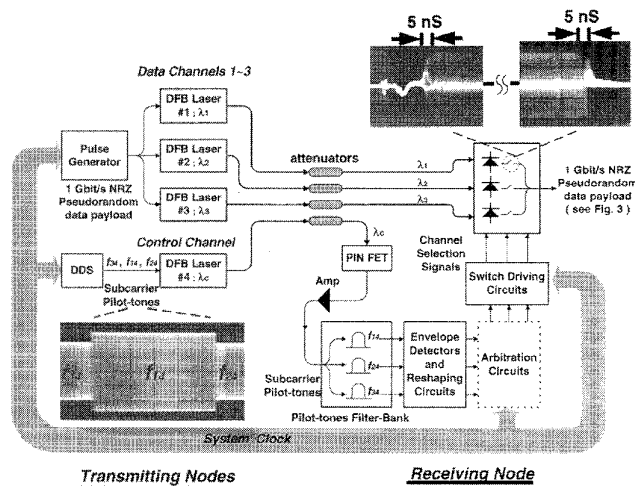 5 nS
5 nS
Data Channels 1~3
DFB Laser
#1 ; λ1
Pulse
Generator
DFB Laser
#2 ; λ2
attenuators
λ1
1 Gbit/s NRZ
Pseudorandom
data payload
( see Fig. 3 )
λ2
1 Gbit/s NRZ
Pseudorandom
data payload
DFB Laser
#3 ; λ3
λ3
Control Channel
λc
Channel
Selection
Signals
DDS
f34, f14, f24
DFB Laser
#4 ; λc
PIN FET
Switch Driving
Circuits
Subcarrier
Pilot-tones
Amp
f14
f14
Envelope
Detectors
and
Reshaping
Circuits
Arbitration
Circuits
f24
Subcarrier
Pilot-tones
f34
Pilot-tones Filter-Bank
System Clock
Transmitting Nodes
Receiving Node